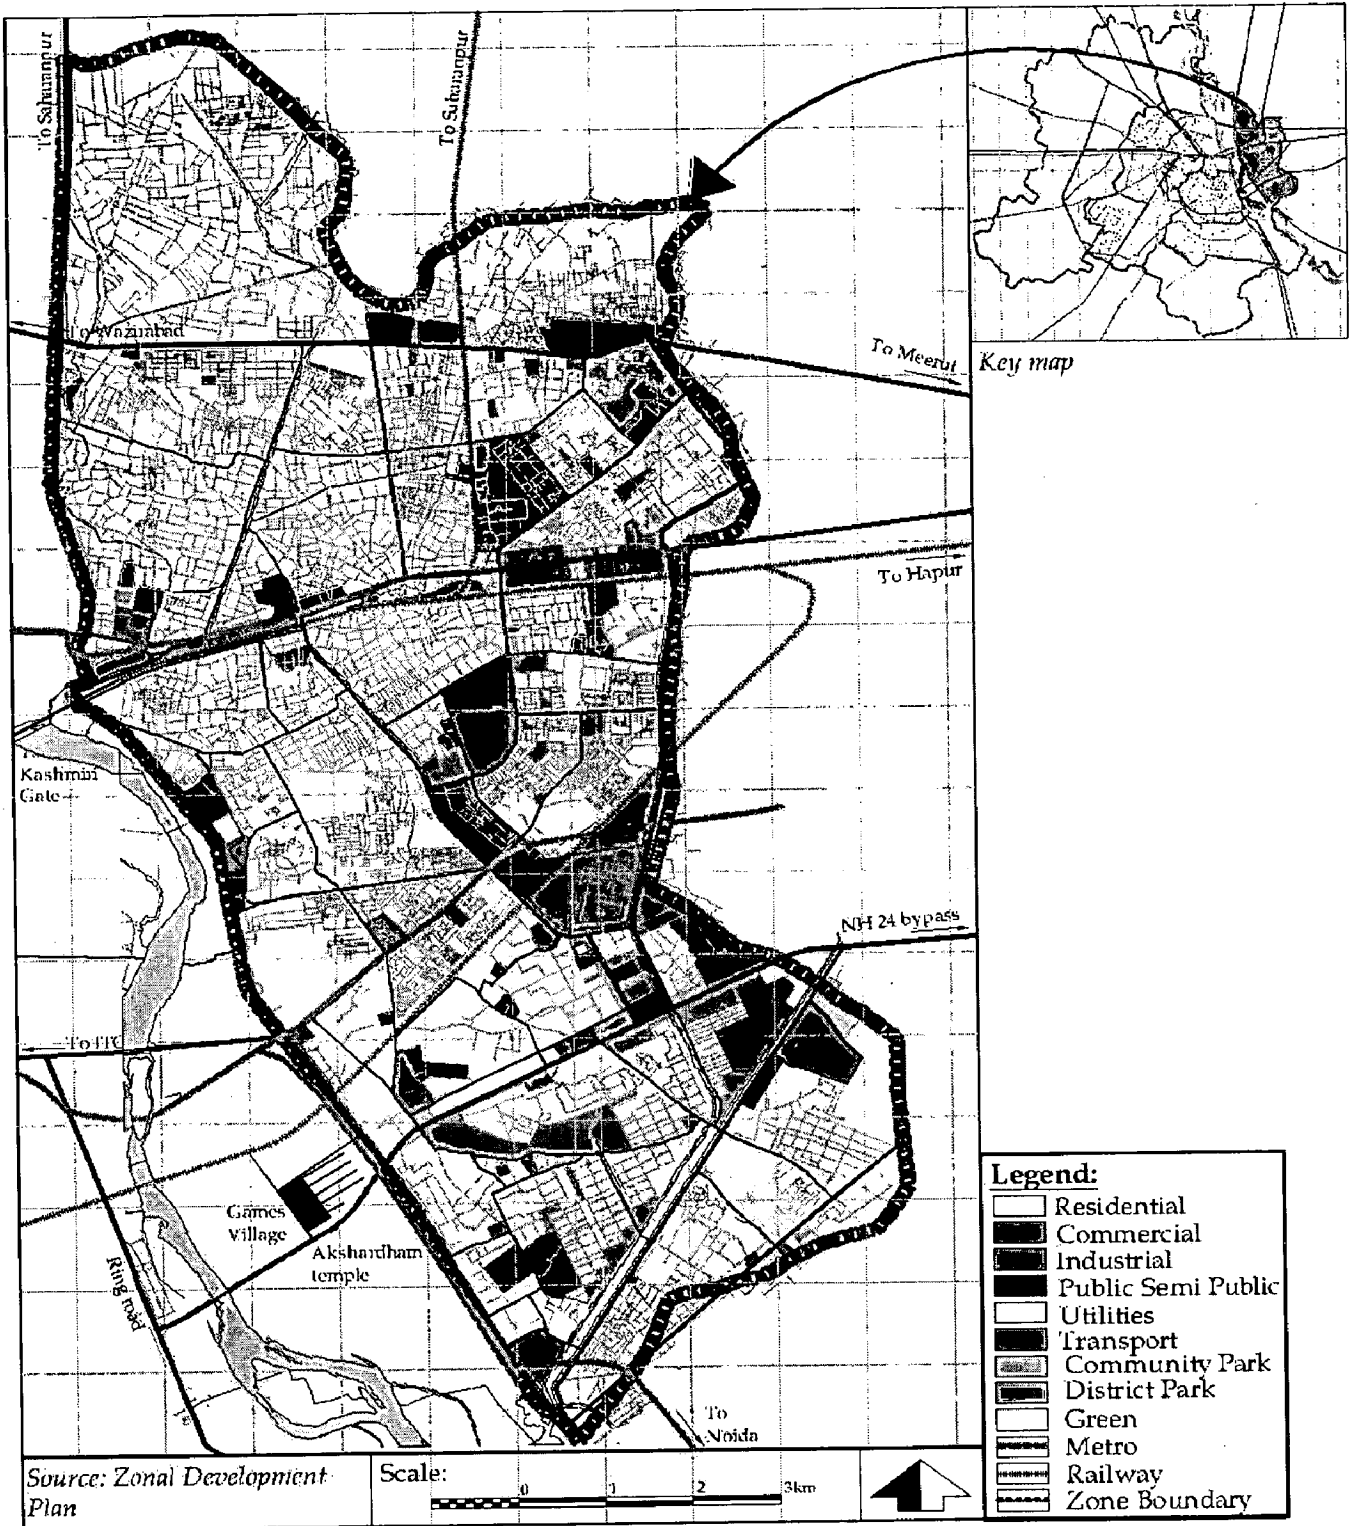 To Saharanpur
To Saharanpur
To Wazirabad
To Meerut
Key map
To Hapur
Kashmiri
Gate
NH 24 bypass
To ITO
Games
Village
Akshardham
temple
Ring road
To
Noida
Legend:
Residential
Commercial
Industrial
Public Semi Public
Utilities
Transport
Community Park
District Park
Green
Metro
Railway
Zone Boundary
Source: Zonal Development
Plan
Scale:
0 1 2 3km